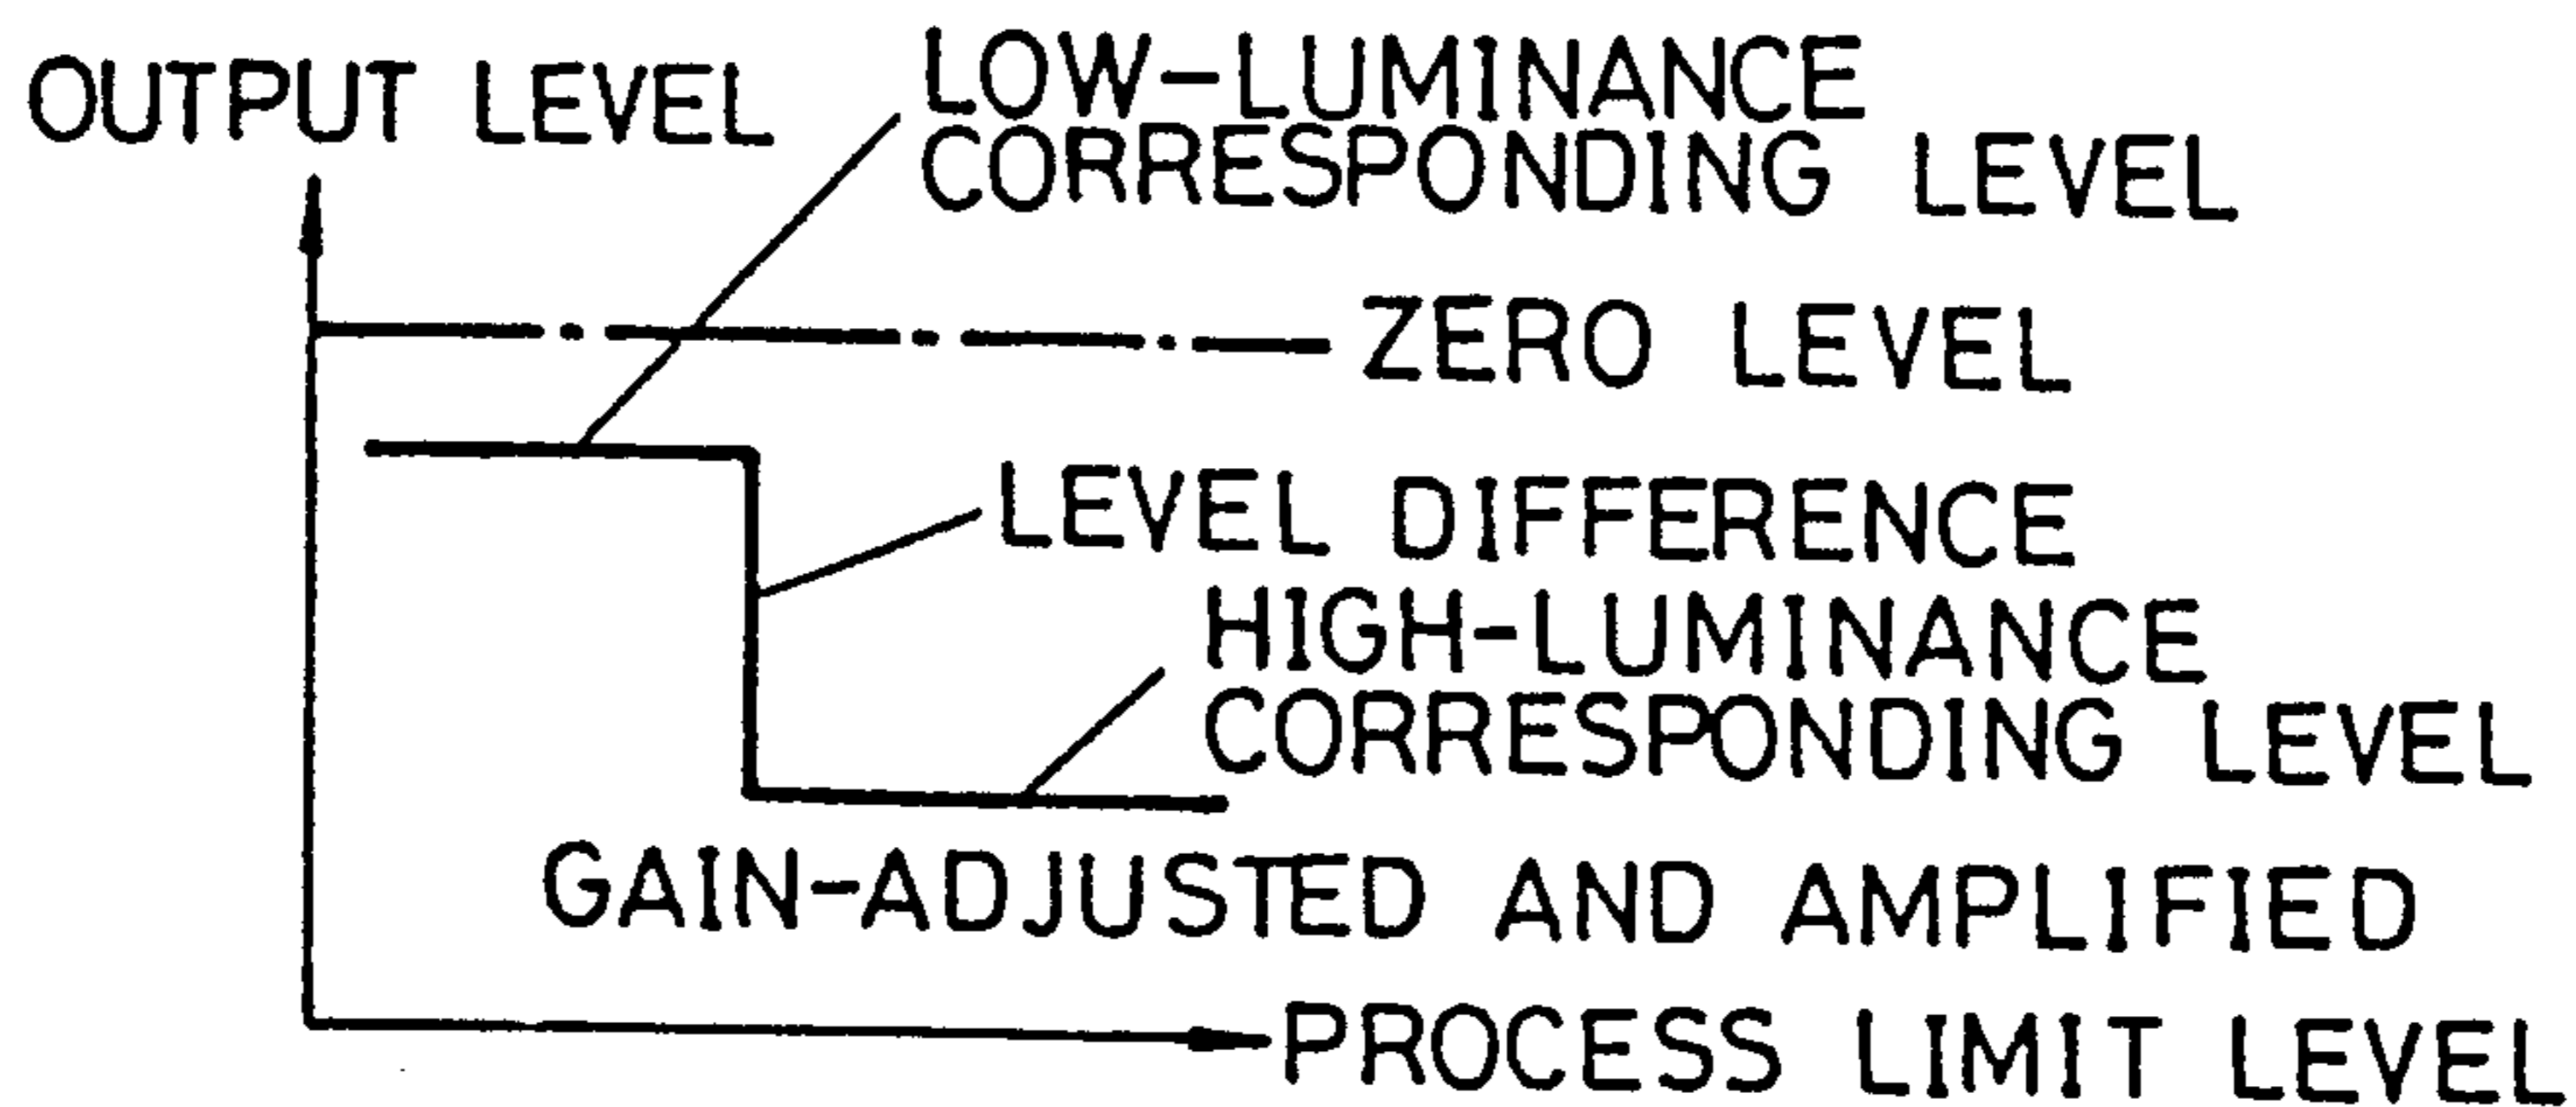 OUTPUT LEVEL
LOW-LUMINANCE
CORRESPONDING LEVEL
ZERO LEVEL
LEVEL DIFFERENCE
HIGH-LUMINANCE
CORRESPONDING LEVEL
GAIN-ADJUSTED AND AMPLIFIED
PROCESS LIMIT LEVEL